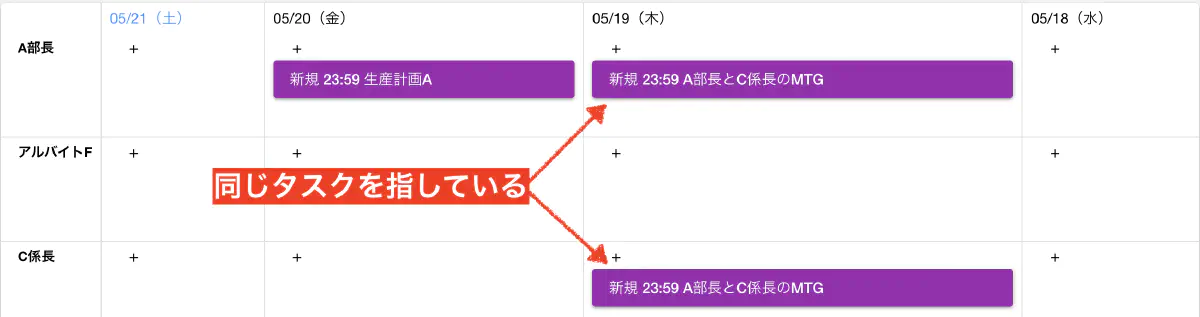 05/21（土） 05/20（金） 05/19（木） 05/18（水）
A部長 + + + +
新規 23:59 生産計画A 新規 23:59 A部長とC係長のMTG
アルバイトF + + + +
同じタスクを指している
C係長 + + + +
新規 23:59 A部長とC係長のMTG